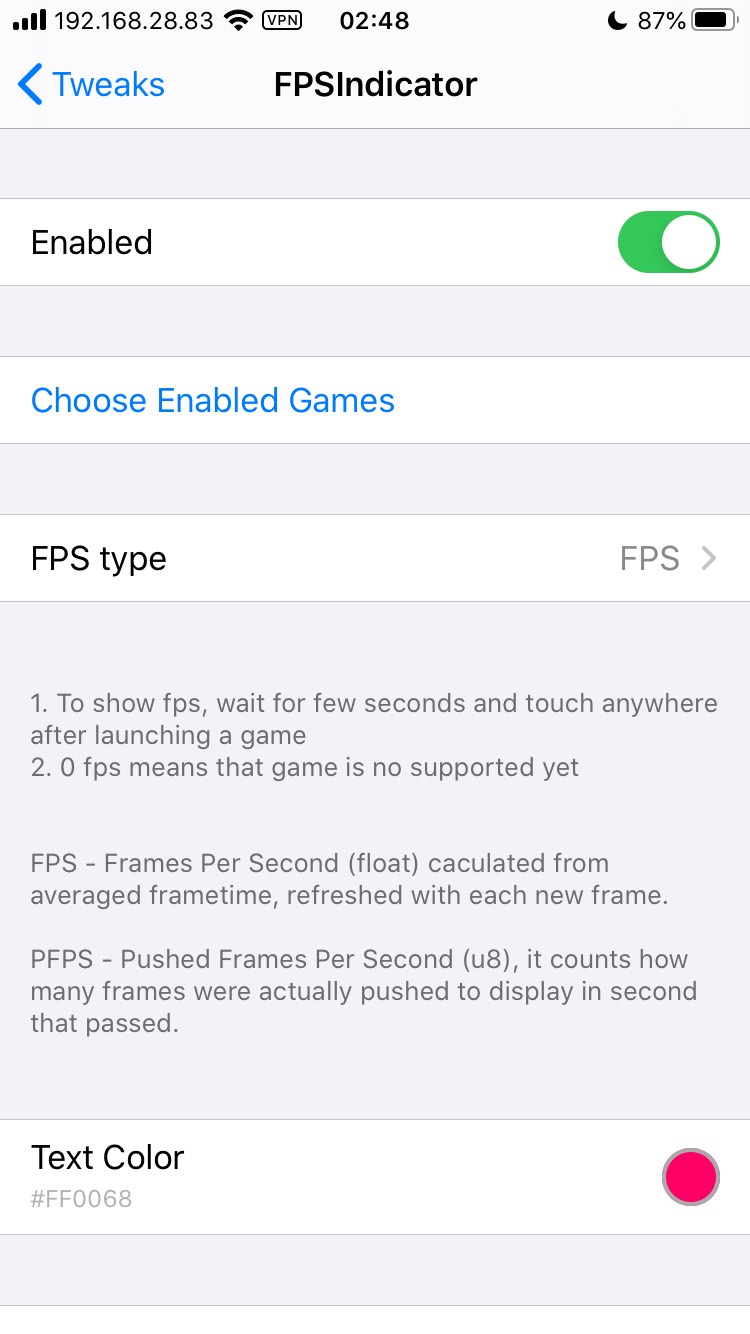 192.168.28.83 VPN 02:48 87%
Tweaks FPSIndicator
Enabled
Choose Enabled Games
FPS type FPS
1. To show fps, wait for few seconds and touch anywhere
after launching a game
2. 0 fps means that game is no supported yet
FPS - Frames Per Second (float) caculated from
averaged frametime, refreshed with each new frame.
PFPS - Pushed Frames Per Second (u8), it counts how
many frames were actually pushed to display in second
that passed.
Text Color
#FF0068